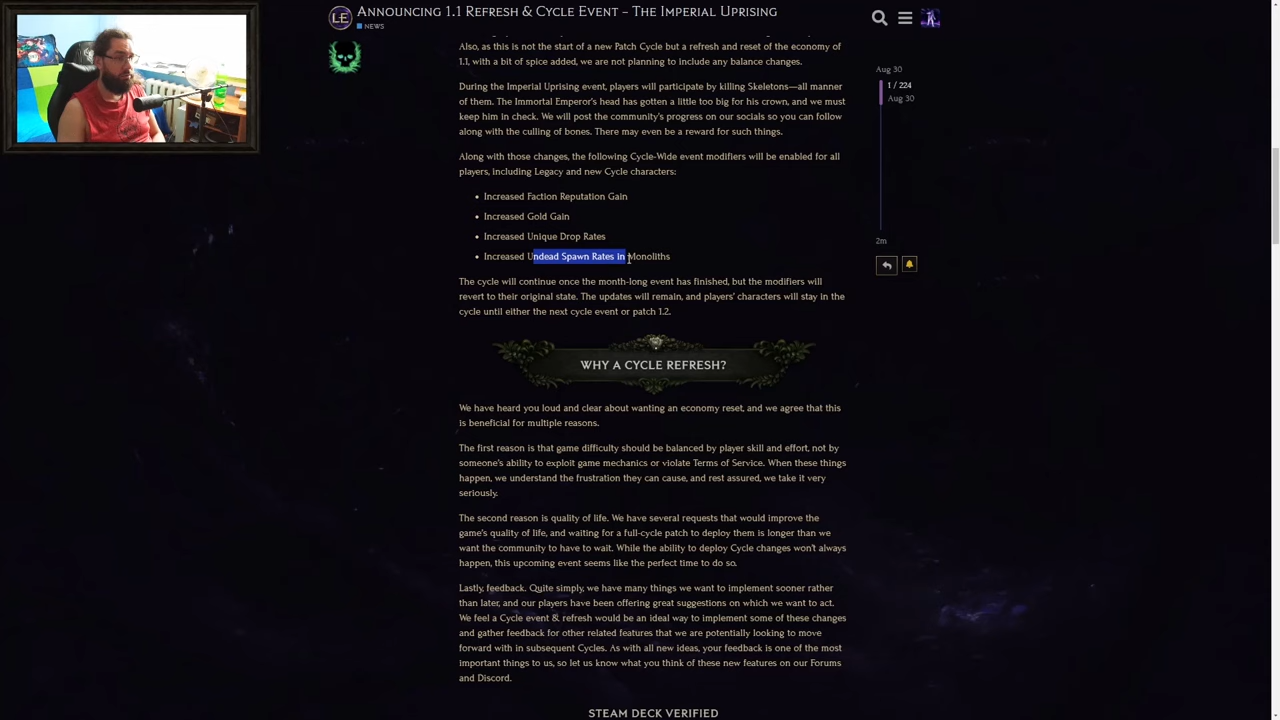 LE
ANNOUNCING 1.1 REFRESH & CYCLE EVENT – THE IMPERIAL UPRISING
NEWS
Also, as this is not the start of a new Patch Cycle but a refresh and reset of the economy of
1.1, with a bit of spice added, we are not planning to include any balance changes.
During the Imperial Uprising event, players will participate by killing Skeletons—all manner
of them. The Immortal Emperor's head has gotten a little too big for his crown, and we must
keep him in check. We will post the community's progress on our socials so you can follow
along with the culling of bones. There may even be a reward for such things.
Along with those changes, the following Cycle-Wide event modifiers will be enabled for all
players, including Legacy and new Cycle characters:
• Increased Faction Reputation Gain
• Increased Gold Gain
• Increased Unique Drop Rates
• Increased Undead Spawn Rates in Monoliths
The cycle will continue once the month-long event has finished, but the modifiers will
revert to their original state. The updates will remain, and players' characters will stay in the
cycle until either the next cycle event or patch 1.2.
WHY A CYCLE REFRESH?
We have heard you loud and clear about wanting an economy reset, and we agree that this
is beneficial for multiple reasons.
The first reason is that game difficulty should be balanced by player skill and effort, not by
someone's ability to exploit game mechanics or violate Terms of Service. When these things
happen, we understand the frustration they can cause, and rest assured, we take it very
seriously.
The second reason is quality of life. We have several requests that would improve the
game's quality of life, and waiting for a full-cycle patch to deploy them is longer than we
want the community to have to wait. While the ability to deploy Cycle changes won't always
happen, this upcoming event seems like the perfect time to do so.
Lastly, feedback. Quite simply, we have many things we want to implement sooner rather
than later, and our players have been offering great suggestions on which we want to act.
We feel a Cycle event & refresh would be an ideal way to implement some of these changes
and gather feedback for other related features that we are potentially looking to move
forward with in subsequent Cycles. As with all new ideas, your feedback is one of the most
important things to us, so let us know what you think of these new features on our Forums
and Discord.
STEAM DECK VERIFIED
Aug 30
1 / 224
Aug 30
2m